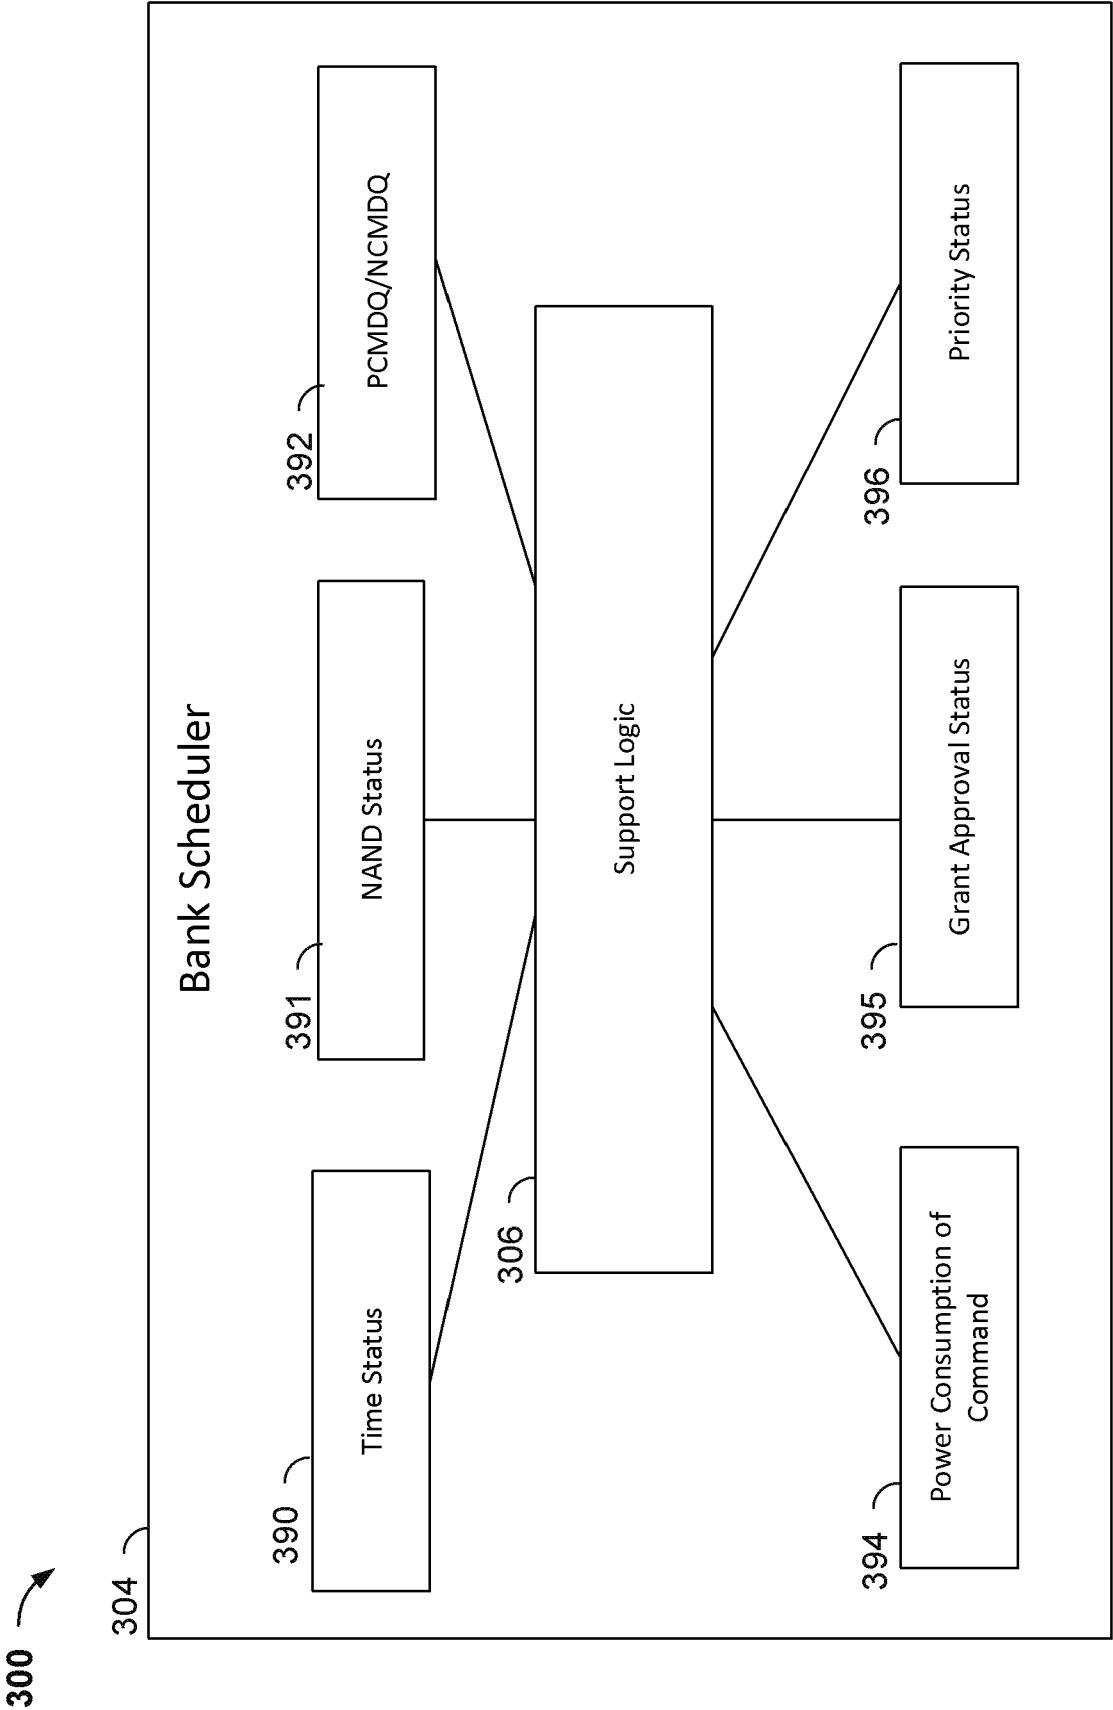 300
304
Bank Scheduler
390
Time Status
391
NAND Status
392
PCMDQ/NCMDQ
306
Support Logic
394
Power Consumption of
Command
395
Grant Approval Status
396
Priority Status